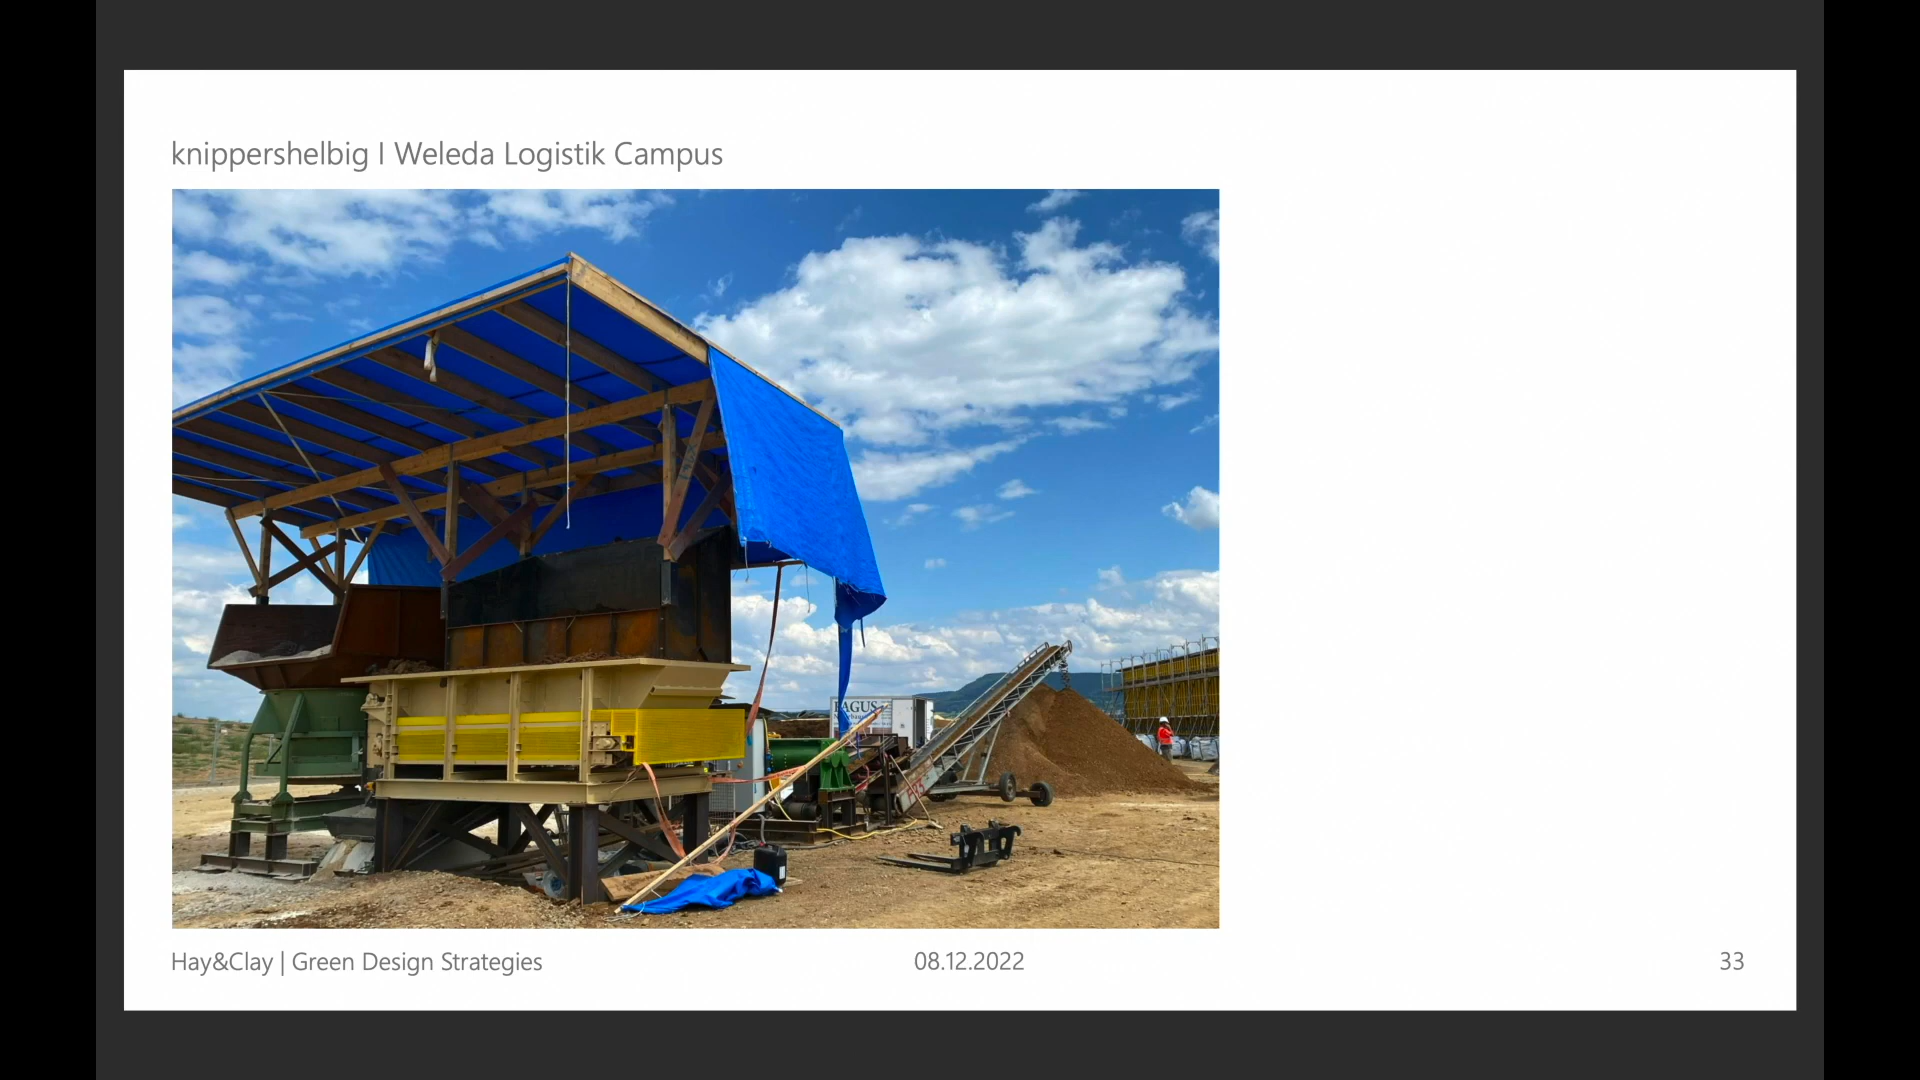 knippershelbig I Weleda Logistik Campus
Hay&Clay | Green Design Strategies
08.12.2022
33